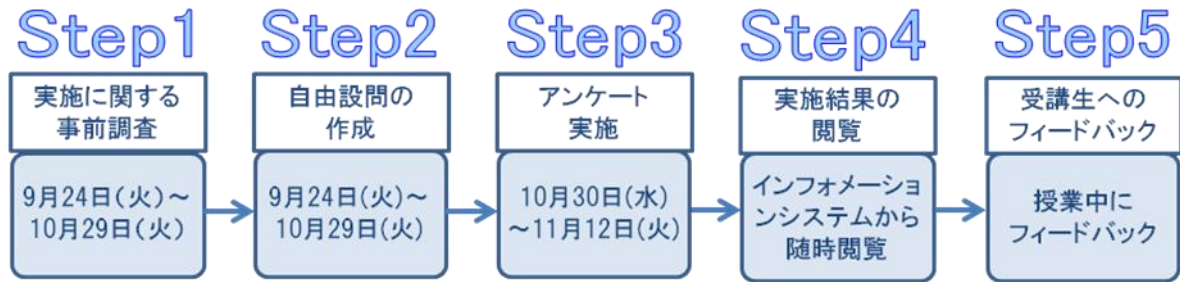 Step1
実施に関する
事前調査
9月24日(火)～
10月29日(火)
Step2
自由設問の
作成
9月24日(火)～
10月29日(火)
Step3
アンケート
実施
10月30日(水)
～11月12日(火)
Step4
実施結果の
閲覧
インフォメーショ
ンシステムから
随時閲覧
Step5
受講生への
フィードバック
授業中に
フィードバック